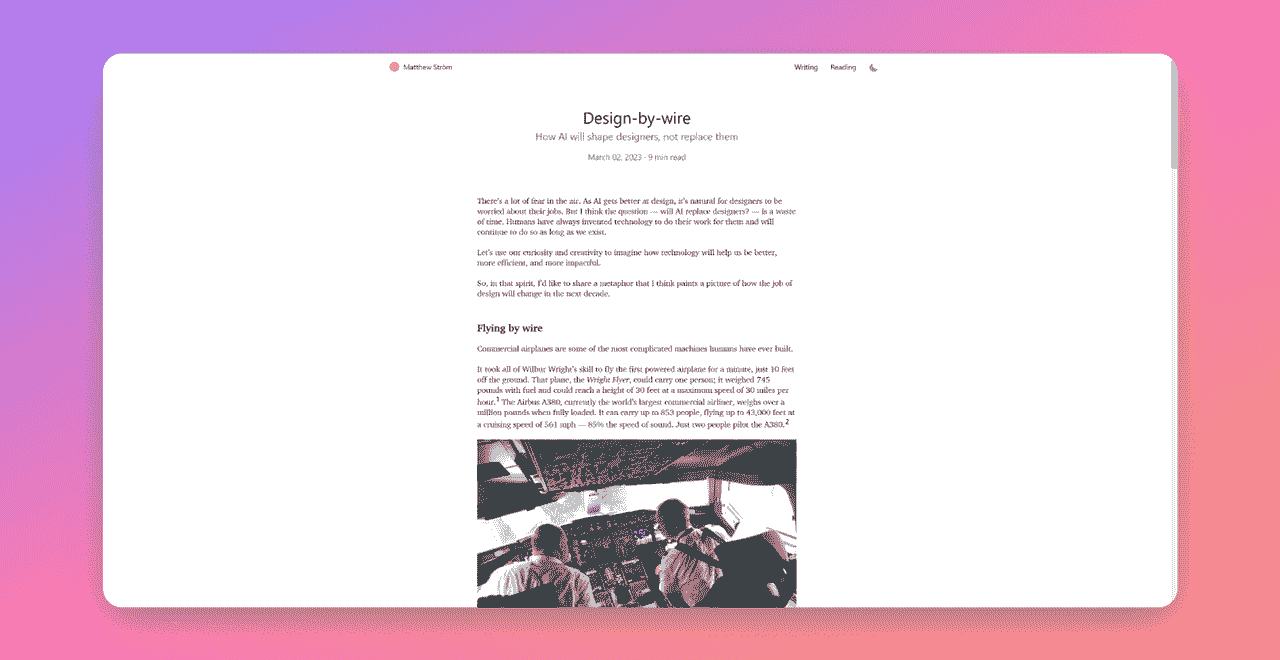 Matthew Ström
Writing
Reading
Design-by-wire
How AI will shape designers, not replace them
March 02, 2023 · 9 min read
There's a lot of fear in the air. As AI gets better at design, it's natural for designers to be
worried about their jobs. But I think the question — will AI replace designers? — is a waste
of time. Humans have always invented technology to do their work for them and will
continue to do so as long as we exist.
Let's use our curiosity and creativity to imagine how technology will help us be better,
more efficient, and more impactful.
So, in that spirit, I'd like to share a metaphor that I think paints a picture of how the job of
design will change in the next decade.
Flying by wire
Commercial airplanes are some of the most complicated machines humans have ever built.
It took all of Wilbur Wright's skill to fly the first powered airplane for a minute, just 10 feet
off the ground. That plane, the Wright Flyer, could carry one person; it weighed 745
pounds with fuel and could reach a height of 30 feet at a maximum speed of 30 miles per
hour.1 The Airbus A380, currently the world's largest commercial airliner, weighs over a
million pounds when fully loaded. It can carry up to 853 people, flying up to 43,000 feet at
a cruising speed of 561 mph — 85% the speed of sound. Just two people pilot the A380.2